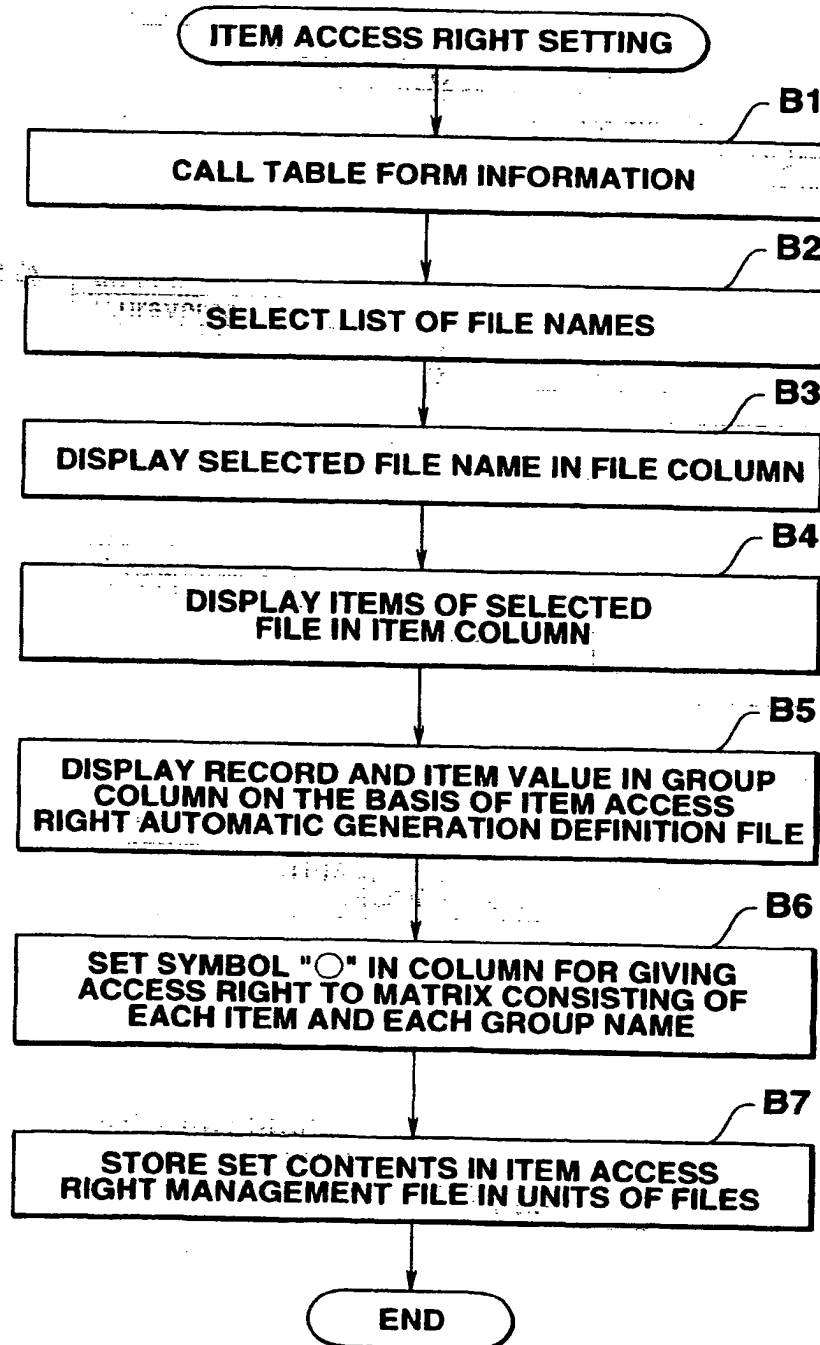 ITEM ACCESS RIGHT SETTING
B1
CALL TABLE FORM INFORMATION
B2
SELECT LIST OF FILE NAMES
B3
DISPLAY SELECTED FILE NAME IN FILE COLUMN
B4
DISPLAY ITEMS OF SELECTED
FILE IN ITEM COLUMN
B5
DISPLAY RECORD AND ITEM VALUE IN GROUP
COLUMN ON THE BASIS OF ITEM ACCESS
RIGHT AUTOMATIC GENERATION DEFINITION FILE
B6
SET SYMBOL "○" IN COLUMN FOR GIVING
ACCESS RIGHT TO MATRIX CONSISTING OF
EACH ITEM AND EACH GROUP NAME
B7
STORE SET CONTENTS IN ITEM ACCESS
RIGHT MANAGEMENT FILE IN UNITS OF FILES
END